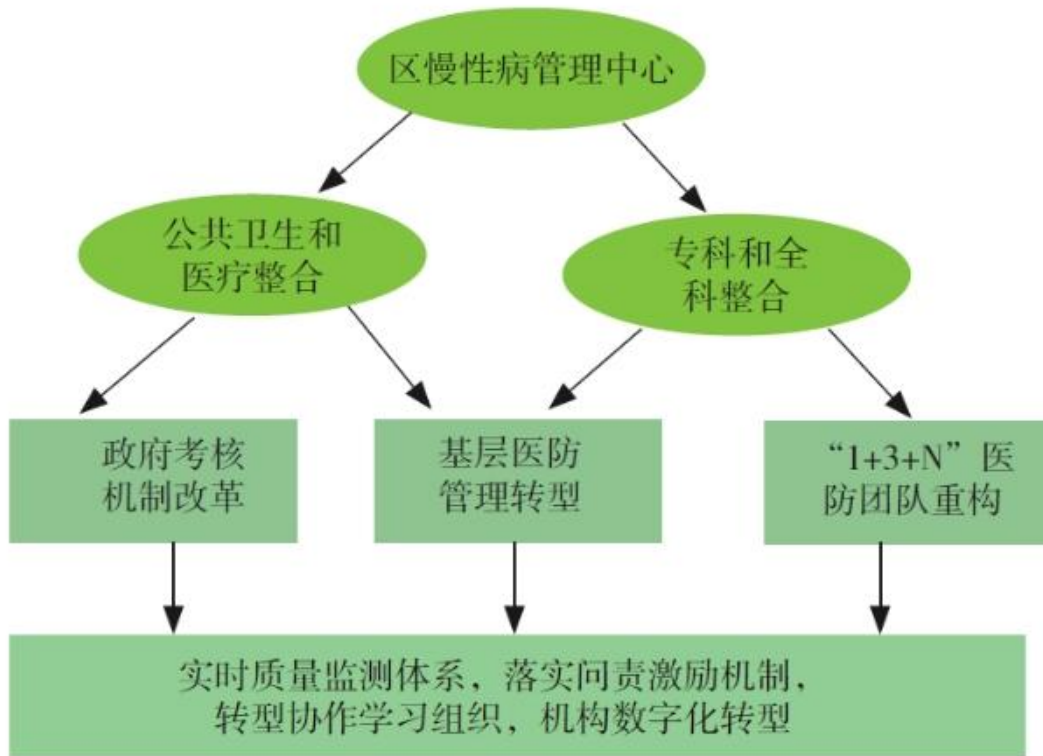 区慢性病管理中心
公共卫生和
医疗整合
专科和全
科整合
政府考核
机制改革
基层医防
管理转型
“1+3+N”医
防团队重构
实时质量监测体系，落实问责激励机制，
转型协作学习组织，机构数字化转型